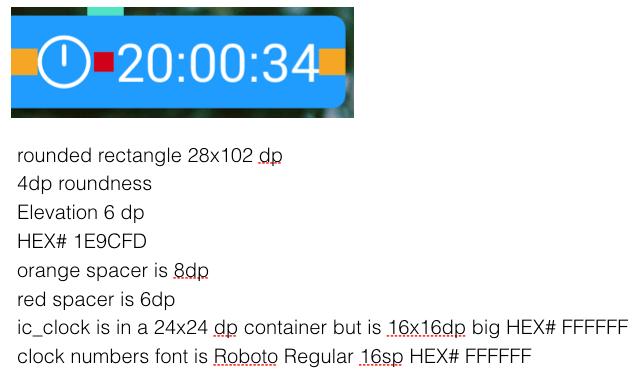 20:00:34
rounded rectangle 28x102 dp
4dp roundness
Elevation 6 dp
HEX# 1E9CFD
orange spacer is 8dp
red spacer is 6dp
ic_clock is in a 24x24 dp container but is 16x16dp big HEX# FFFFFF
clock numbers font is Roboto Regular 16sp HEX# FFFFFF